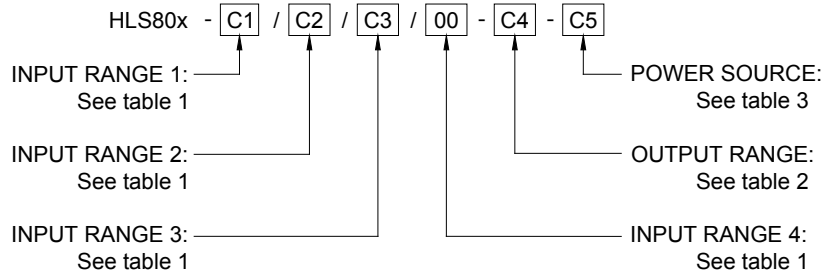 HLS80x - C1 / C2 / C3 / 00 - C4 - C5
INPUT RANGE 1:
See table 1
POWER SOURCE:
See table 3
INPUT RANGE 2:
See table 1
OUTPUT RANGE:
See table 2
INPUT RANGE 3:
See table 1
INPUT RANGE 4:
See table 1